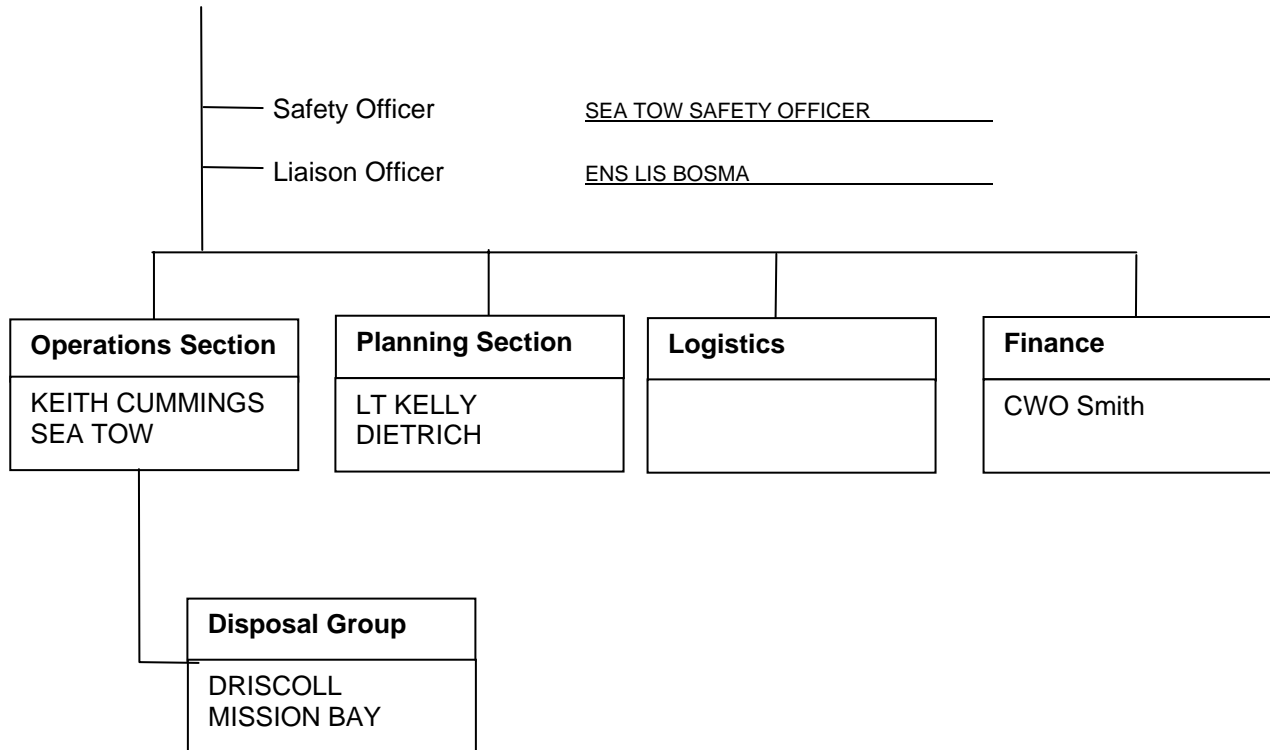 Safety Officer SEA TOW SAFETY OFFICER
Liaison Officer ENS LIS BOSMA
Operations Section
KEITH CUMMINGS
SEA TOW
Planning Section
LT KELLY
DIETRICH
Logistics
Finance
CWO Smith
Disposal Group
DRISCOLL
MISSION BAY